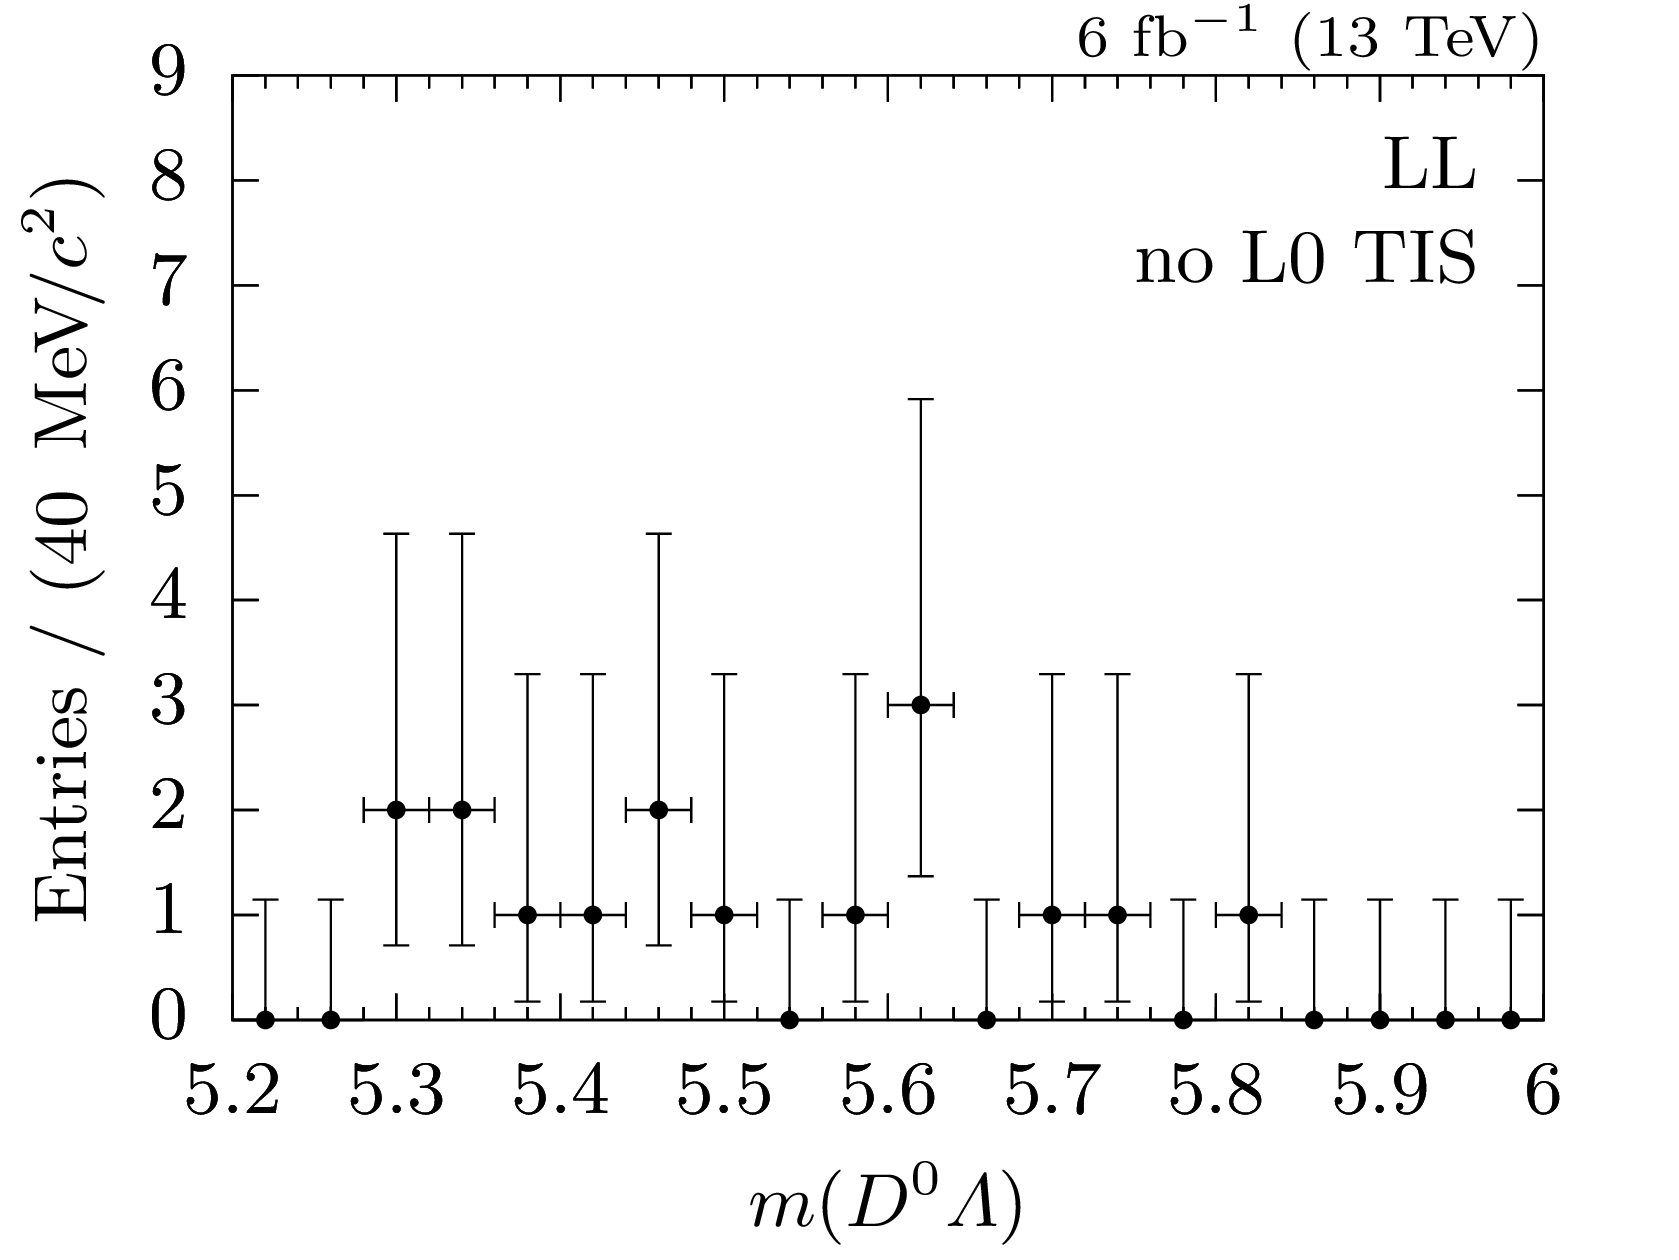 6 fb⁻¹ (13 TeV)
LL
no L0 TIS
Entries / (40 MeV/c²)
9
8
7
6
5
4
3
2
1
0
5.2 5.3 5.4 5.5 5.6 5.7 5.8 5.9 6
m(D⁰Λ)